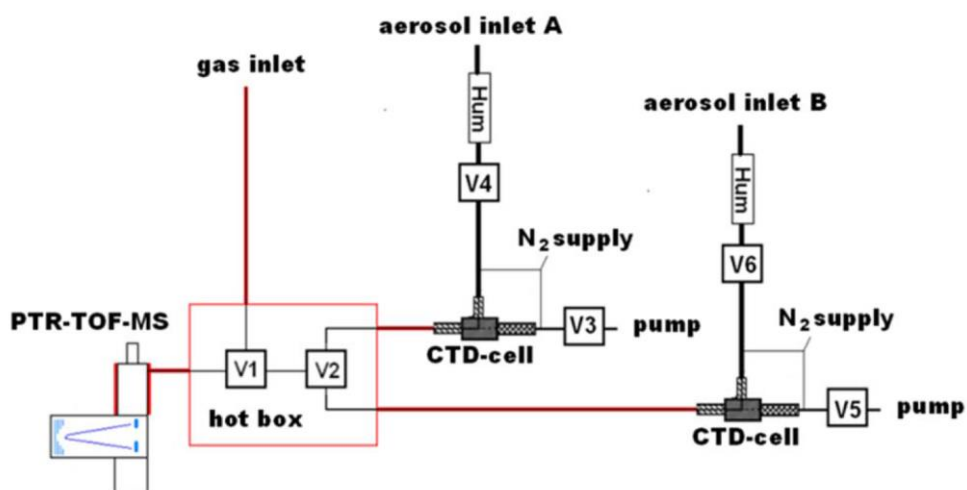 aerosol inlet A
gas inlet
Hum
aerosol inlet B
Hum
V4
N2 supply
V6
PTR-TOF-MS
V3 pump
N2 supply
CTD-cell
V1 V2
hot box
V5 pump
CTD-cell